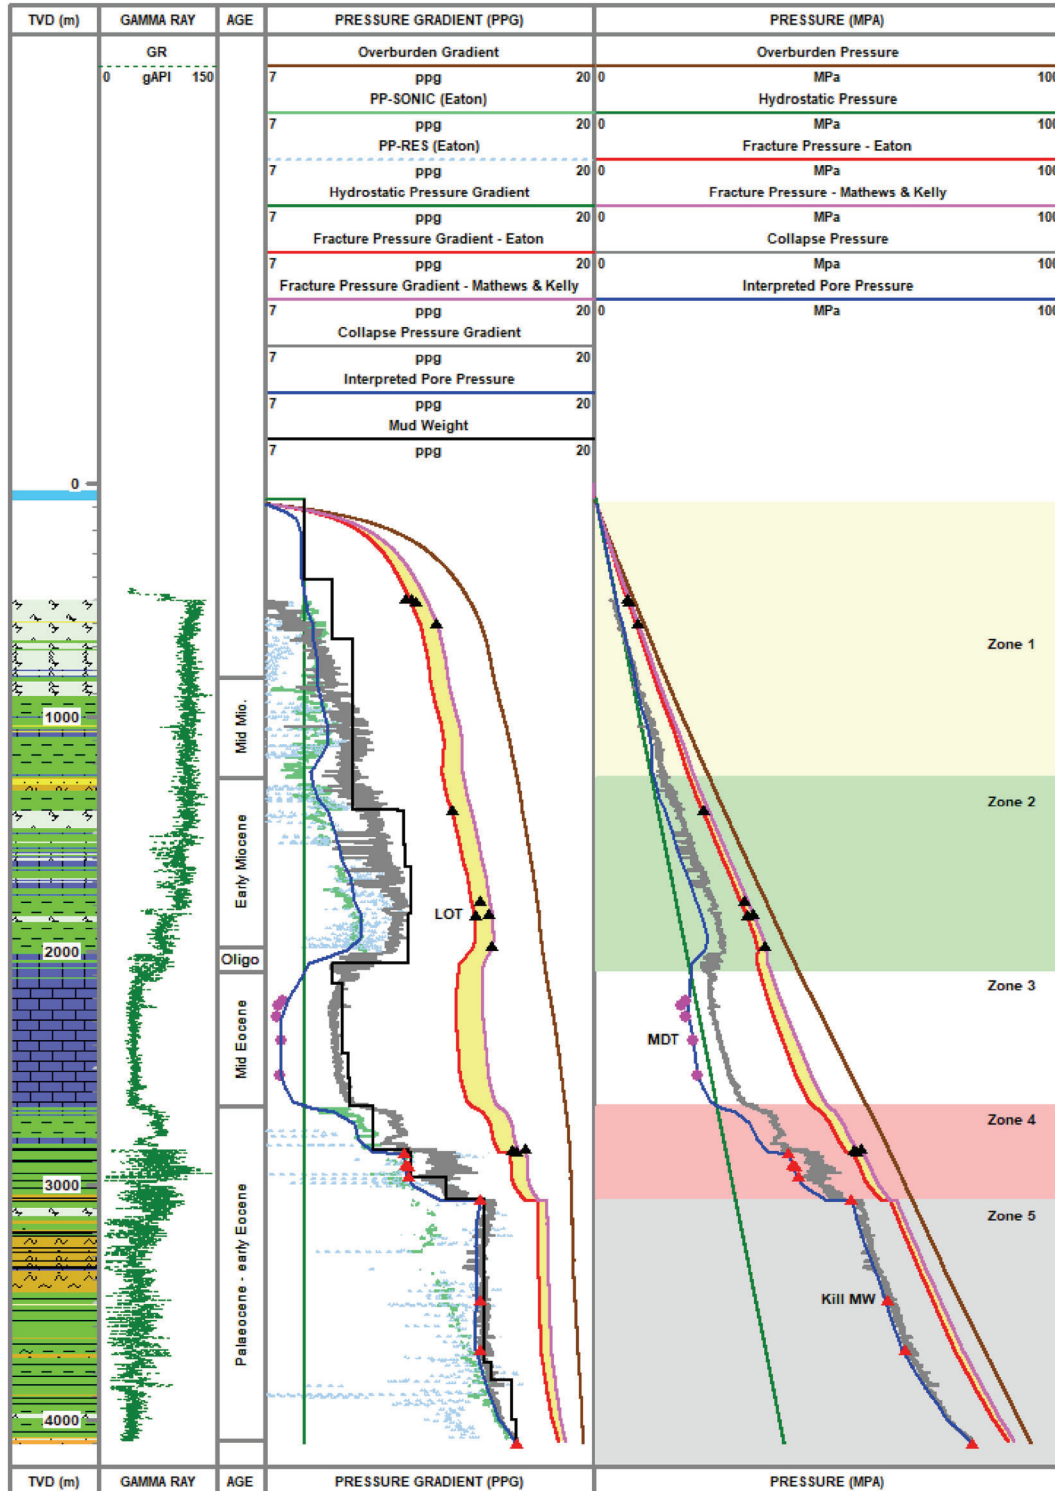 TVD (m) GAMMA RAY AGE PRESSURE GRADIENT (PPG) PRESSURE (MPA)
GR Overburden Gradient Overburden Pressure
0 gAPI 150 7 ppg 20 0 MPa 100
PP-SONIC (Eaton) Hydrostatic Pressure
7 ppg 20 0 MPa 100
PP-RES (Eaton) Fracture Pressure - Eaton
7 ppg 20 0 MPa 100
Hydrostatic Pressure Gradient Fracture Pressure - Mathews & Kelly
7 ppg 20 0 MPa 100
Fracture Pressure Gradient - Eaton Collapse Pressure
7 ppg 20 0 Mpa 100
Fracture Pressure Gradient - Mathews & Kelly Interpreted Pore Pressure
7 ppg 20 0 MPa 100
Collapse Pressure Gradient
7 ppg 20
Interpreted Pore Pressure
7 ppg 20
Mud Weight
7 ppg 20
0
Zone 1
Mid Mio.
1000
Zone 2
Early Miocene
LOT
2000
Oligo
Zone 3
Mid Eocene
MDT
Zone 4
3000
Zone 5
Palaeocene - early Eocene
Kill MW
4000
TVD (m) GAMMA RAY AGE PRESSURE GRADIENT (PPG) PRESSURE (MPA)